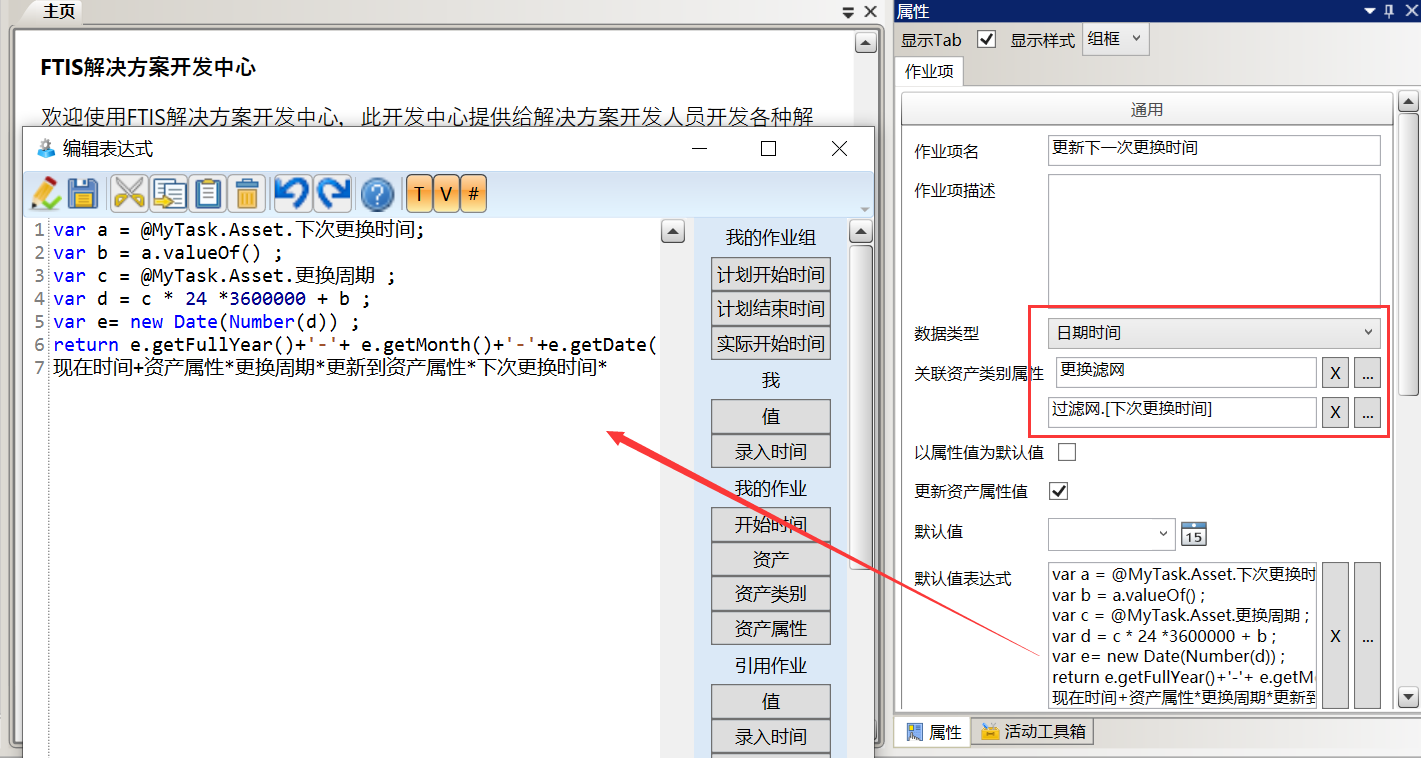 主页
FTIS解决方案开发中心
欢迎使用FTIS解决方案开发中心，此开发中心提供给解决方案开发人员开发各种解
编辑表达式
T V #
1 var a = @MyTask.Asset.下次更换时间;
2 var b = a.valueOf() ;
3 var c = @MyTask.Asset.更换周期 ;
4 var d = c * 24 *3600000 + b ;
5 var e= new Date(Number(d)) ;
6 return e.getFullYear()+'-'+ e.getMonth()+'-'+e.getDate(
7 现在时间+资产属性*更换周期*更新到资产属性*下次更换时间*
我的作业组
计划开始时间
计划结束时间
实际开始时间
我
值
录入时间
我的作业
开始时间
资产
资产类别
资产属性
引用作业
值
录入时间
属性
显示Tab 显示样式 组框
作业项
通用
作业项名 更新下一次更换时间
作业项描述
数据类型 日期时间
关联资产类别属性 更换滤网 X ...
过滤网.[下次更换时间] X ...
以属性值为默认值
更新资产属性值
默认值 15
默认值表达式
var a = @MyTask.Asset.下次更换时
var b = a.valueOf() ;
var c = @MyTask.Asset.更换周期 ;
var d = c * 24 *3600000 + b ;
var e= new Date(Number(d)) ;
return e.getFullYear()+'-'+ e.getM
现在时间+资产属性*更换周期*更新到
X ...
属性 活动工具箱